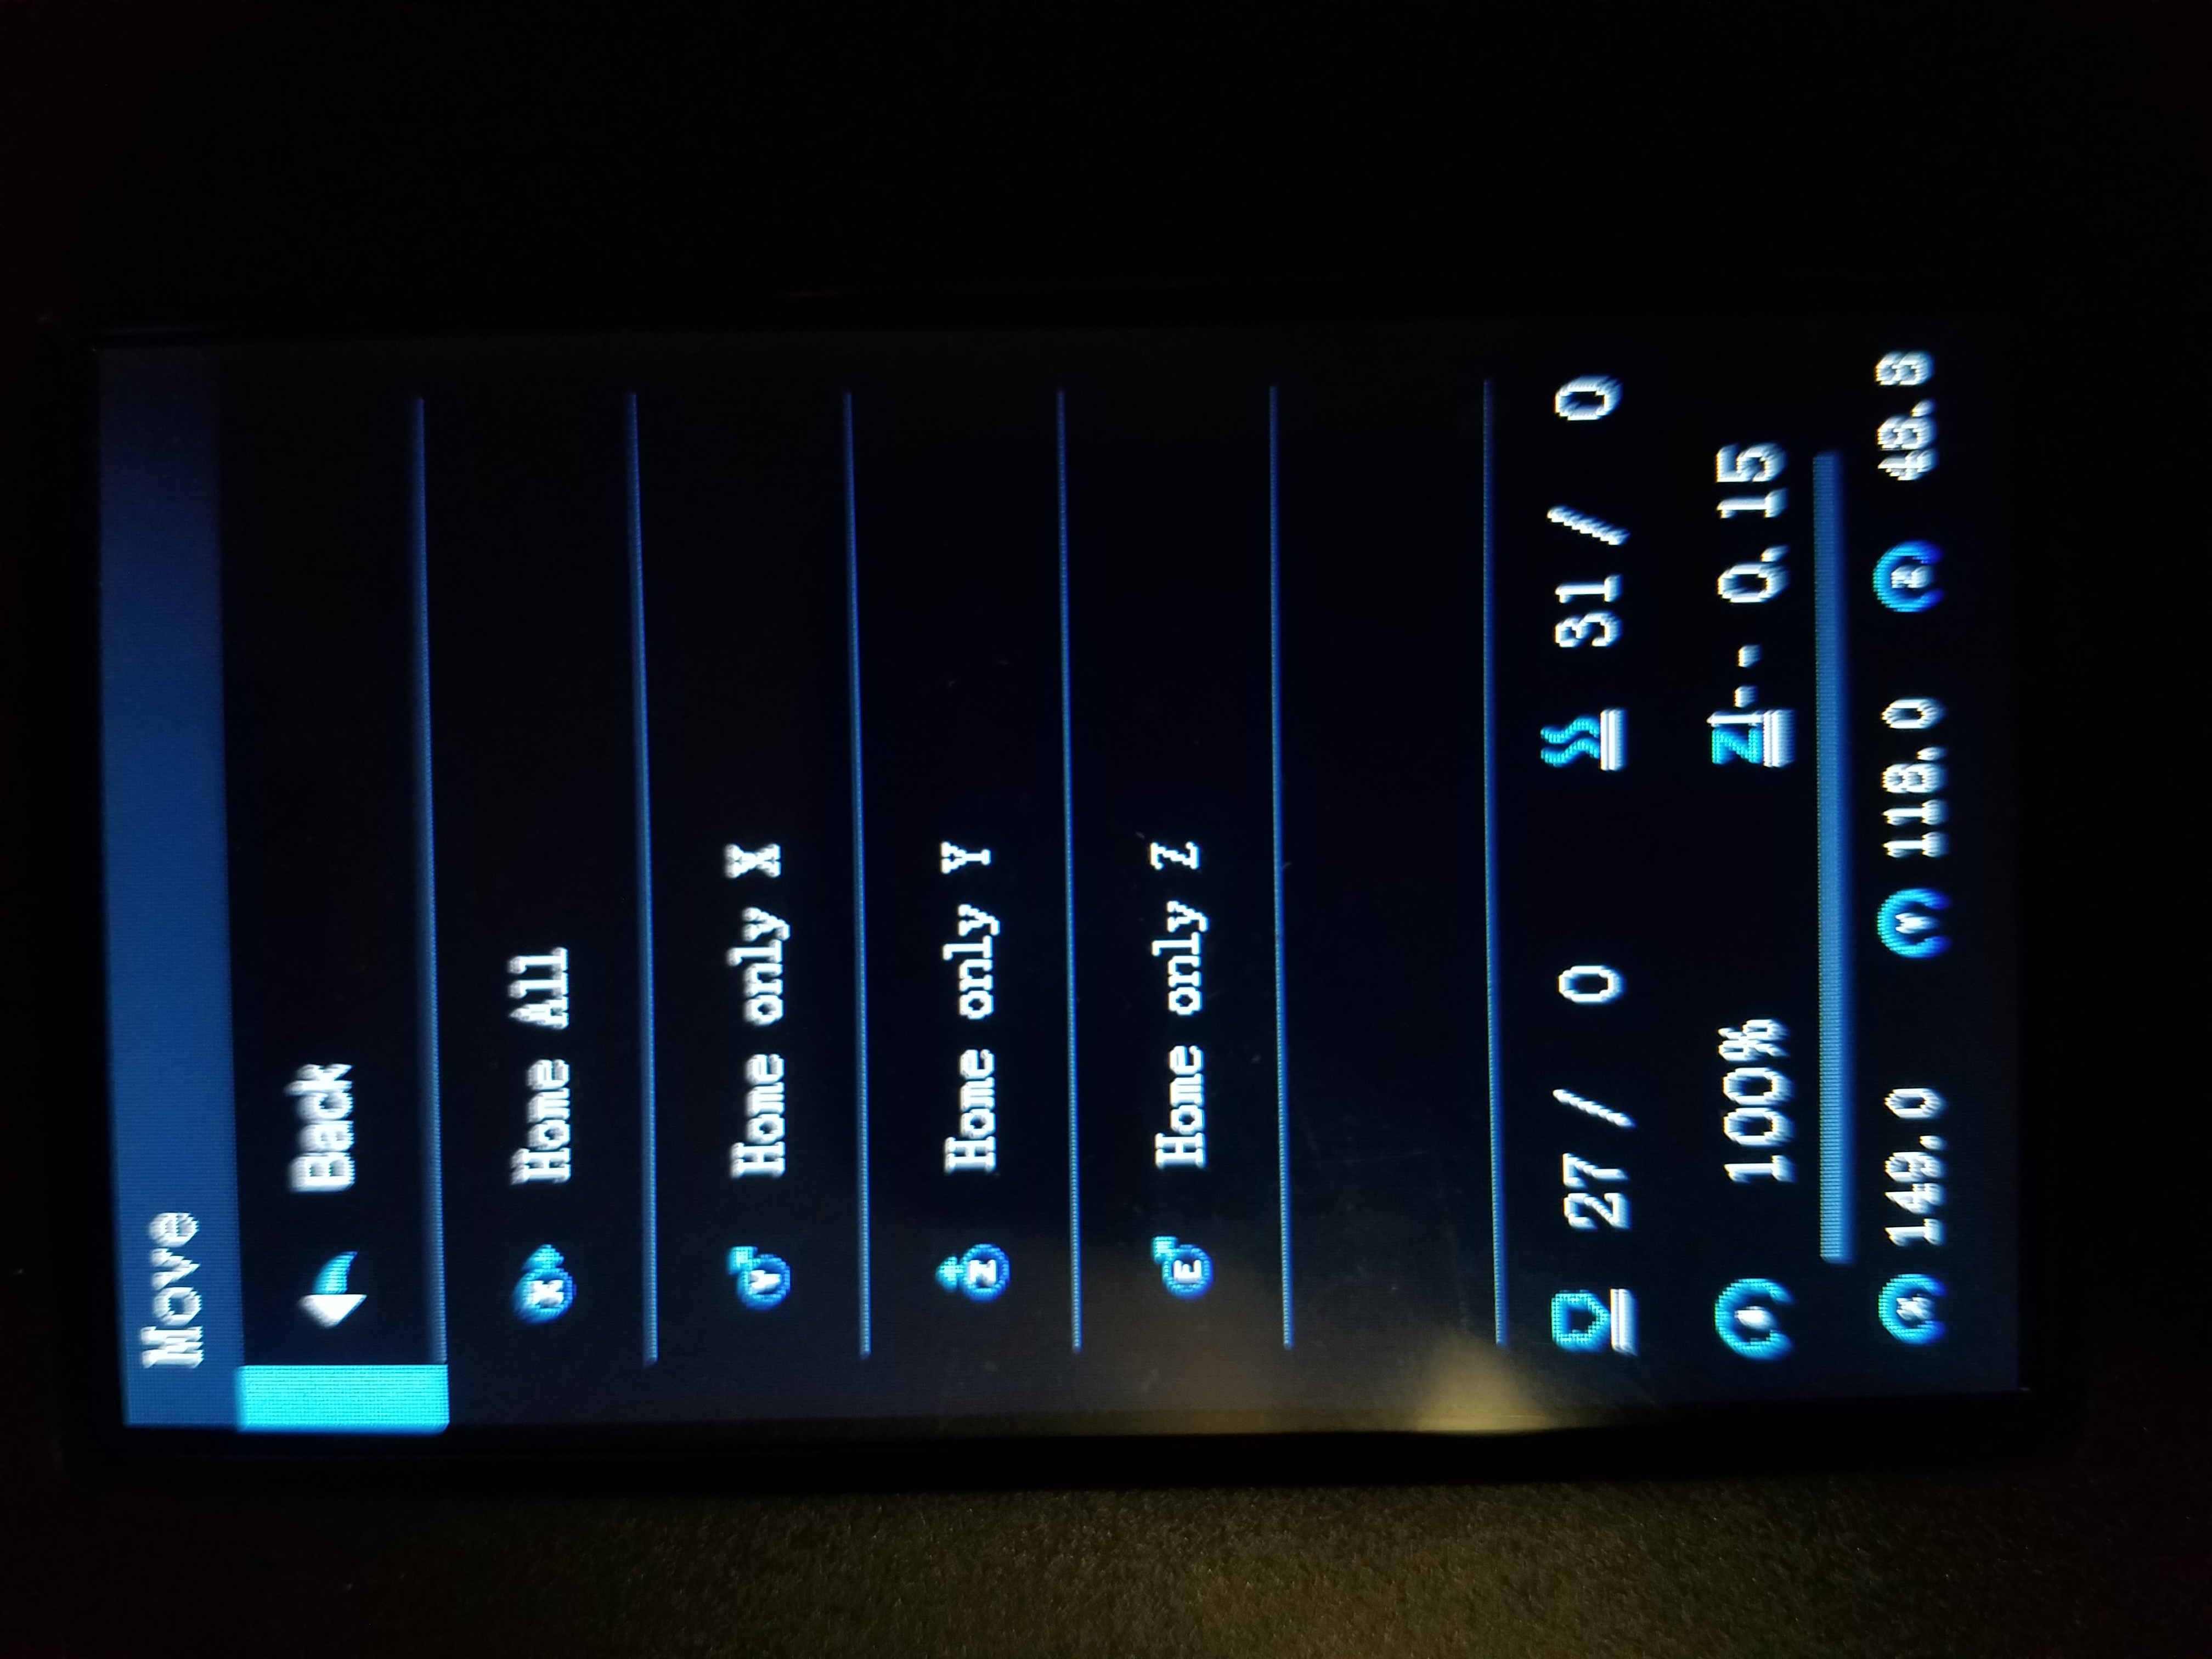 Move
Back
X Home All
Y Home only X
Z Home only Y
E Home only Z
27 / 0 31 / 0
100% Z -0.15
X 149.0 Y 118.0 Z 48.8